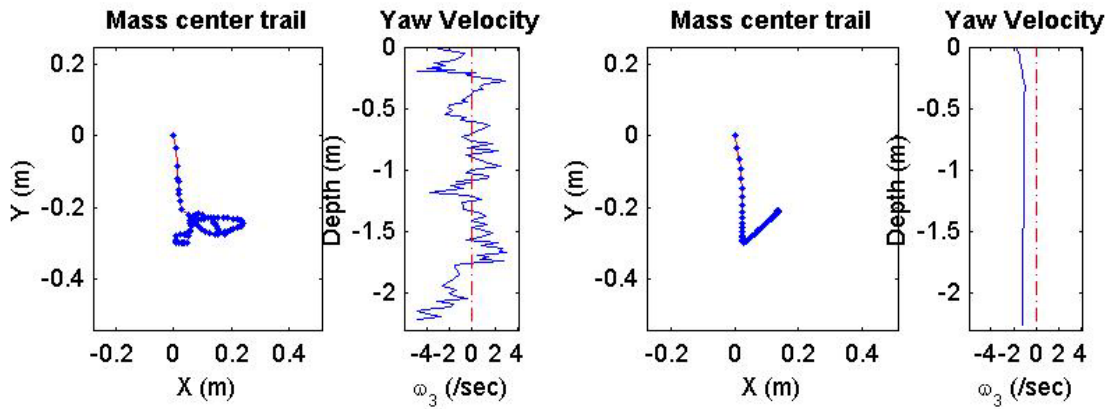 Mass center trail
Yaw Velocity
Mass center trail
Yaw Velocity
0.2
0
-0.2
-0.4
Y (m)
-0.2 0 0.2 0.4
X (m)
0
-0.5
-1
-1.5
-2
Depth (m)
-4 -2 0 2 4
ω_3 (/sec)
0.2
0
-0.2
-0.4
Y (m)
-0.2 0 0.2 0.4
X (m)
0
-0.5
-1
-1.5
-2
Depth (m)
-4 -2 0 2 4
ω_3 (/sec)